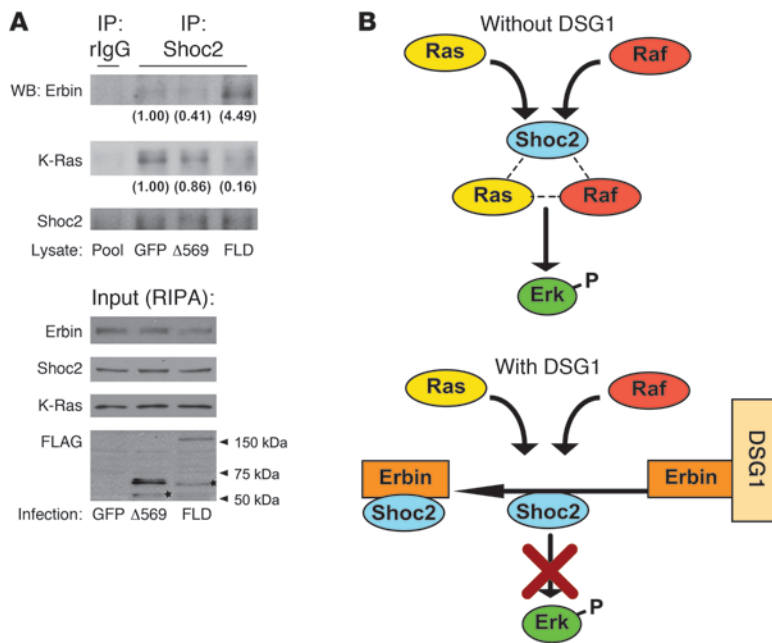 A
IP: IP:
rIgG Shoc2
WB: Erbin
(1.00) (0.41) (4.49)
K-Ras
(1.00) (0.86) (0.16)
Shoc2
Lysate: Pool GFP Δ569 FLD
Input (RIPA):
Erbin
Shoc2
K-Ras
FLAG
150 kDa
75 kDa
50 kDa
Infection: GFP Δ569 FLD
B
Without DSG1
Ras Raf
Shoc2
Ras Raf
Erk P
With DSG1
Ras Raf
Erbin Erbin DSG1
Shoc2 Shoc2
Erk P